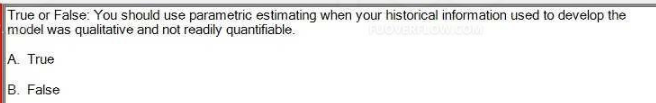 True or False: You should use parametric estimating when your historical information used to develop the
model was qualitative and not readily quantifiable.
A. True
B. False